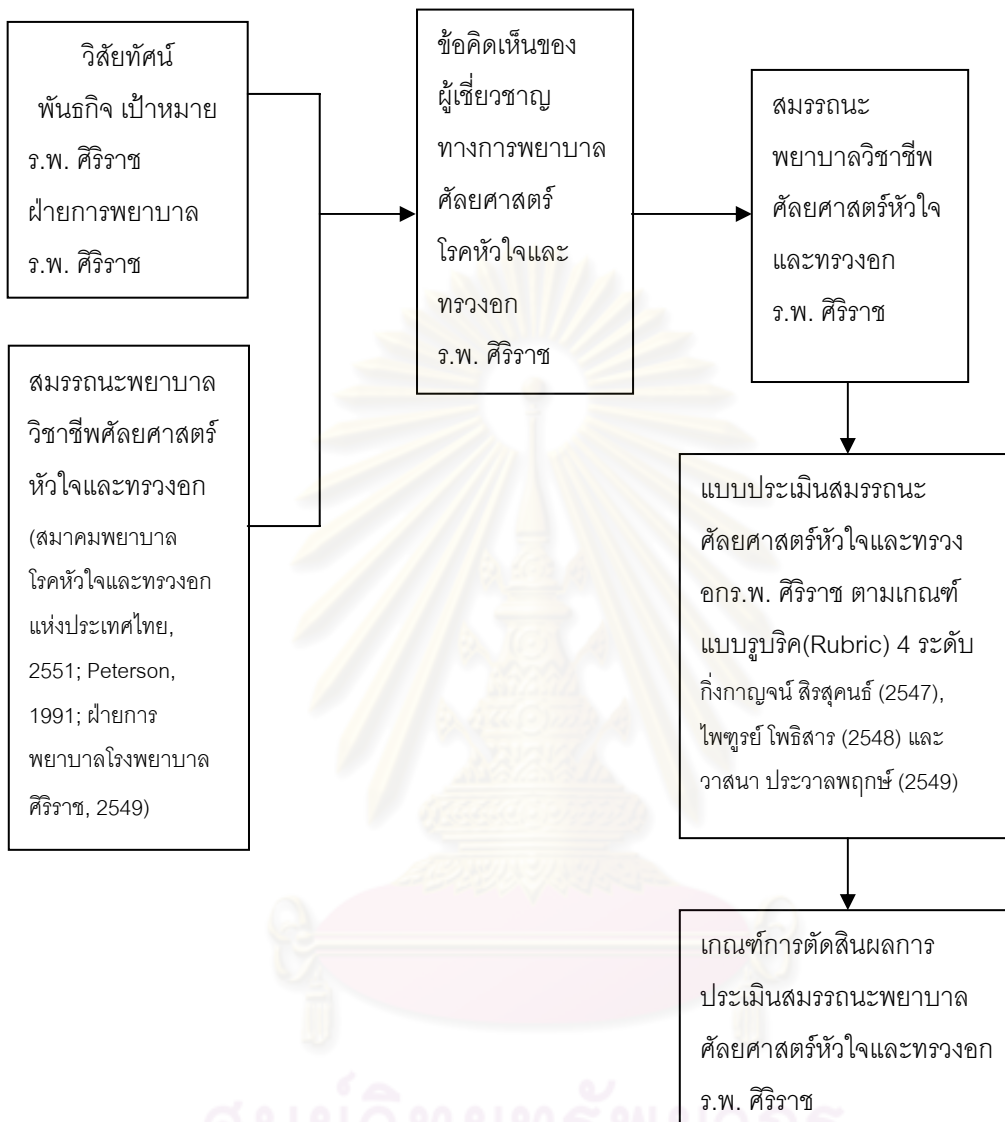 วิสัยทัศน์
พันธกิจ เป้าหมาย
ร.พ. ศิริราช
ฝ่ายการพยาบาล
ร.พ. ศิริราช
สมรรถนะพยาบาล
วิชาชีพศัลยศาสตร์
หัวใจและทรวงอก
(สมาคมพยาบาล
โรคหัวใจและทรวงอก
แห่งประเทศไทย,
2551; Peterson,
1991; ฝ่ายการ
พยาบาลโรงพยาบาล
ศิริราช, 2549)
ข้อคิดเห็นของ
ผู้เชี่ยวชาญ
ทางการพยาบาล
ศัลยศาสตร์
โรคหัวใจและ
ทรวงอก
ร.พ. ศิริราช
สมรรถนะ
พยาบาลวิชาชีพ
ศัลยศาสตร์หัวใจ
และทรวงอก
ร.พ. ศิริราช
แบบประเมินสมรรถนะ
ศัลยศาสตร์หัวใจและทรวง
อกร.พ. ศิริราช ตามเกณฑ์
แบบรูบริค(Rubric) 4 ระดับ
กิ่งกาญจน์ สิรสุคนธ์ (2547),
ไพฑูรย์ โพธิสาร (2548) และ
วาสนา ประวาลพฤกษ์ (2549)
เกณฑ์การตัดสินผลการ
ประเมินสมรรถนะพยาบาล
ศัลยศาสตร์หัวใจและทรวงอก
ร.พ. ศิริราช